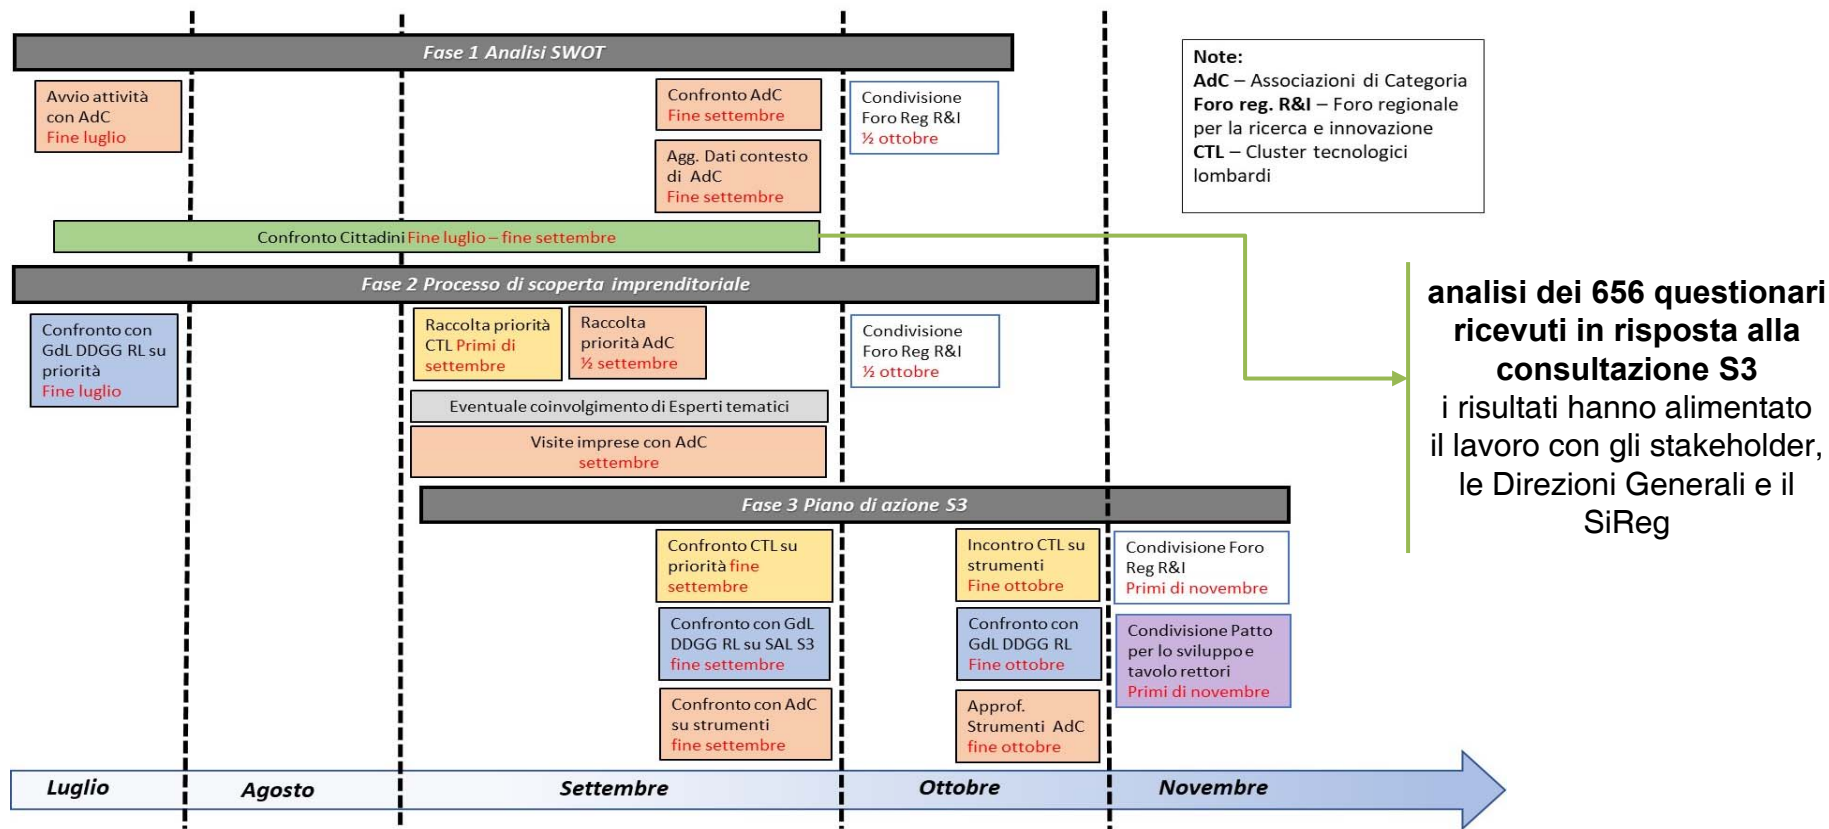 Fase 1 Analisi SWOT
Avvio attività
con AdC
Fine luglio
Confronto AdC
Fine settembre
Agg. Dati contesto
di AdC
Fine settembre
Condivisione
Foro Reg R&I
½ ottobre
Confronto Cittadini Fine luglio – fine settembre
Note:
AdC – Associazioni di Categoria
Foro reg. R&I – Foro regionale
per la ricerca e innovazione
CTL – Cluster tecnologici
lombardi
Fase 2 Processo di scoperta imprenditoriale
Confronto con
GdL DDGG RL su
priorità
Fine luglio
Raccolta priorità
CTL Primi di
settembre
Raccolta
priorità AdC
½ settembre
Condivisione
Foro Reg R&I
½ ottobre
Eventuale coinvolgimento di Esperti tematici
Visite imprese con AdC
settembre
analisi dei 656 questionari
ricevuti in risposta alla
consultazione S3
i risultati hanno alimentato
il lavoro con gli stakeholder,
le Direzioni Generali e il
SiReg
Fase 3 Piano di azione S3
Confronto CTL su
priorità fine
settembre
Confronto con GdL
DDGG RL su SAL S3
fine settembre
Confronto con AdC
su strumenti
fine settembre
Incontro CTL su
strumenti
Fine ottobre
Confronto con
GdL DDGG RL
Fine ottobre
Approf.
Strumenti AdC
fine ottobre
Condivisione Foro
Reg R&I
Primi di novembre
Condivisione Patto
per lo sviluppo e
tavolo rettori
Primi di novembre
Luglio
Agosto
Settembre
Ottobre
Novembre